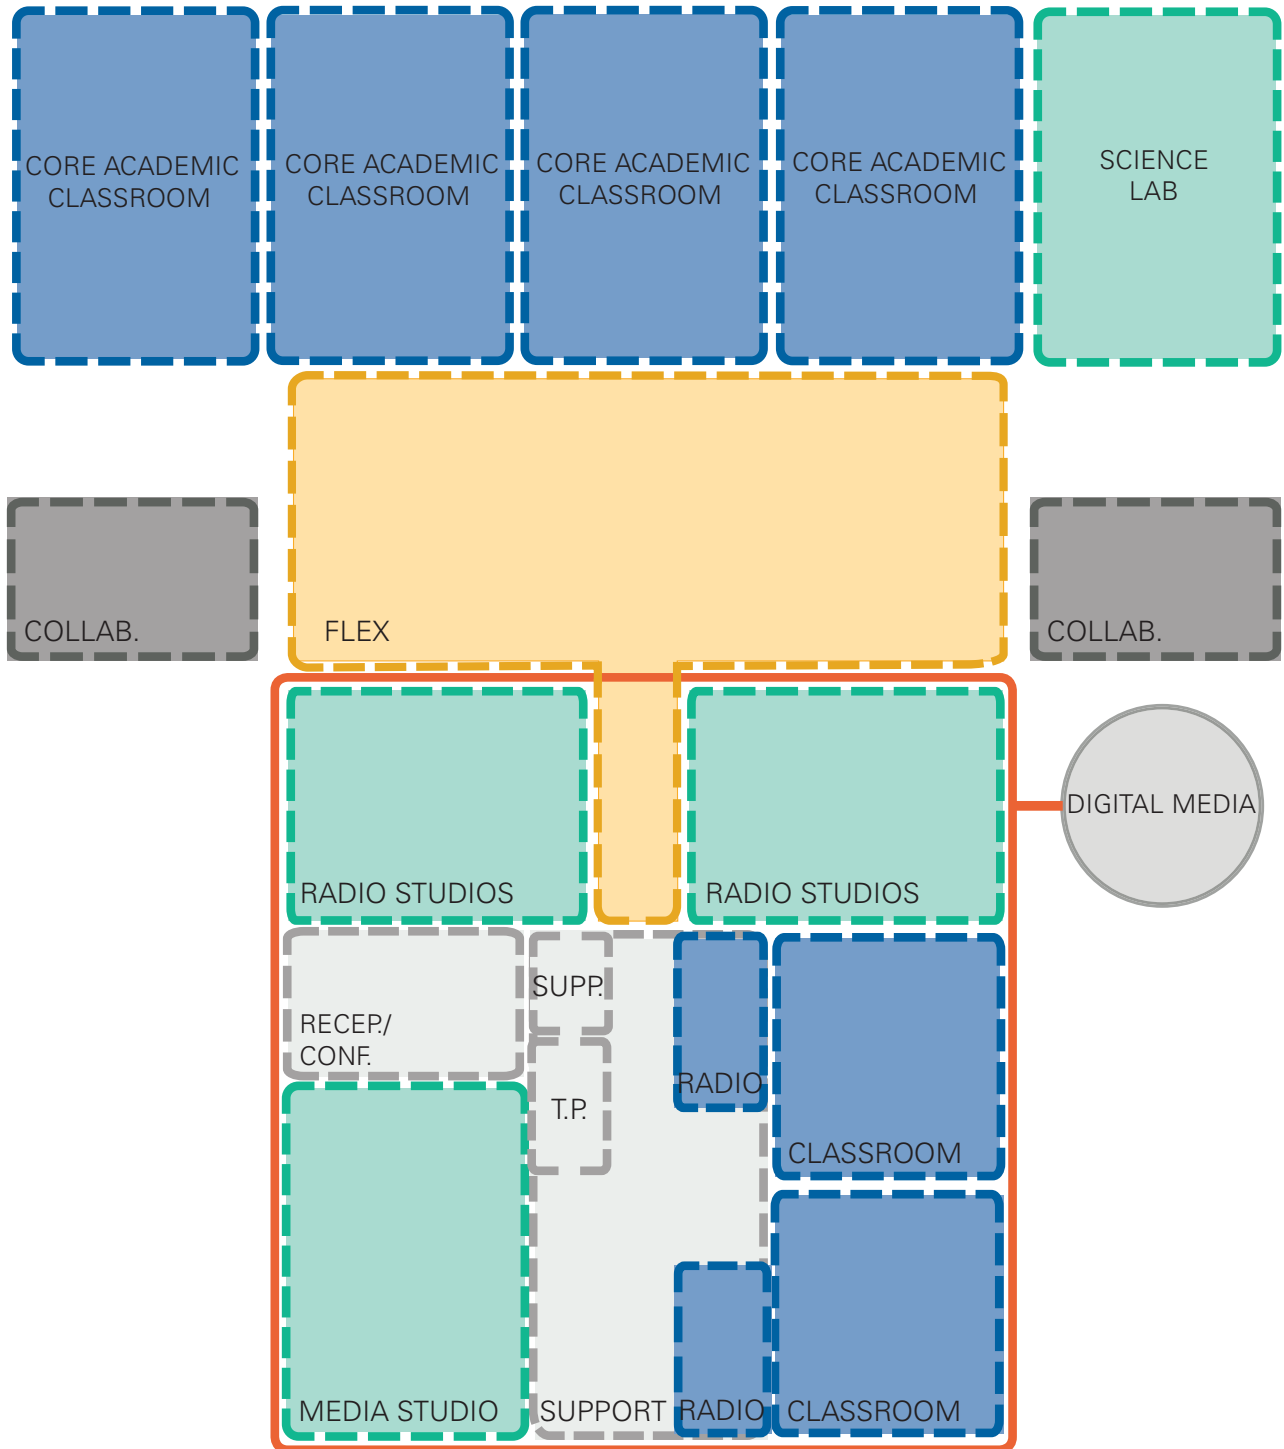 CORE ACADEMIC
CLASSROOM
CORE ACADEMIC
CLASSROOM
CORE ACADEMIC
CLASSROOM
CORE ACADEMIC
CLASSROOM
SCIENCE
LAB
COLLAB.
FLEX
COLLAB.
RADIO STUDIOS
RADIO STUDIOS
DIGITAL MEDIA
RECEP./
CONF.
SUPP.
T.P.
RADIO
CLASSROOM
MEDIA STUDIO
SUPPORT
RADIO
CLASSROOM